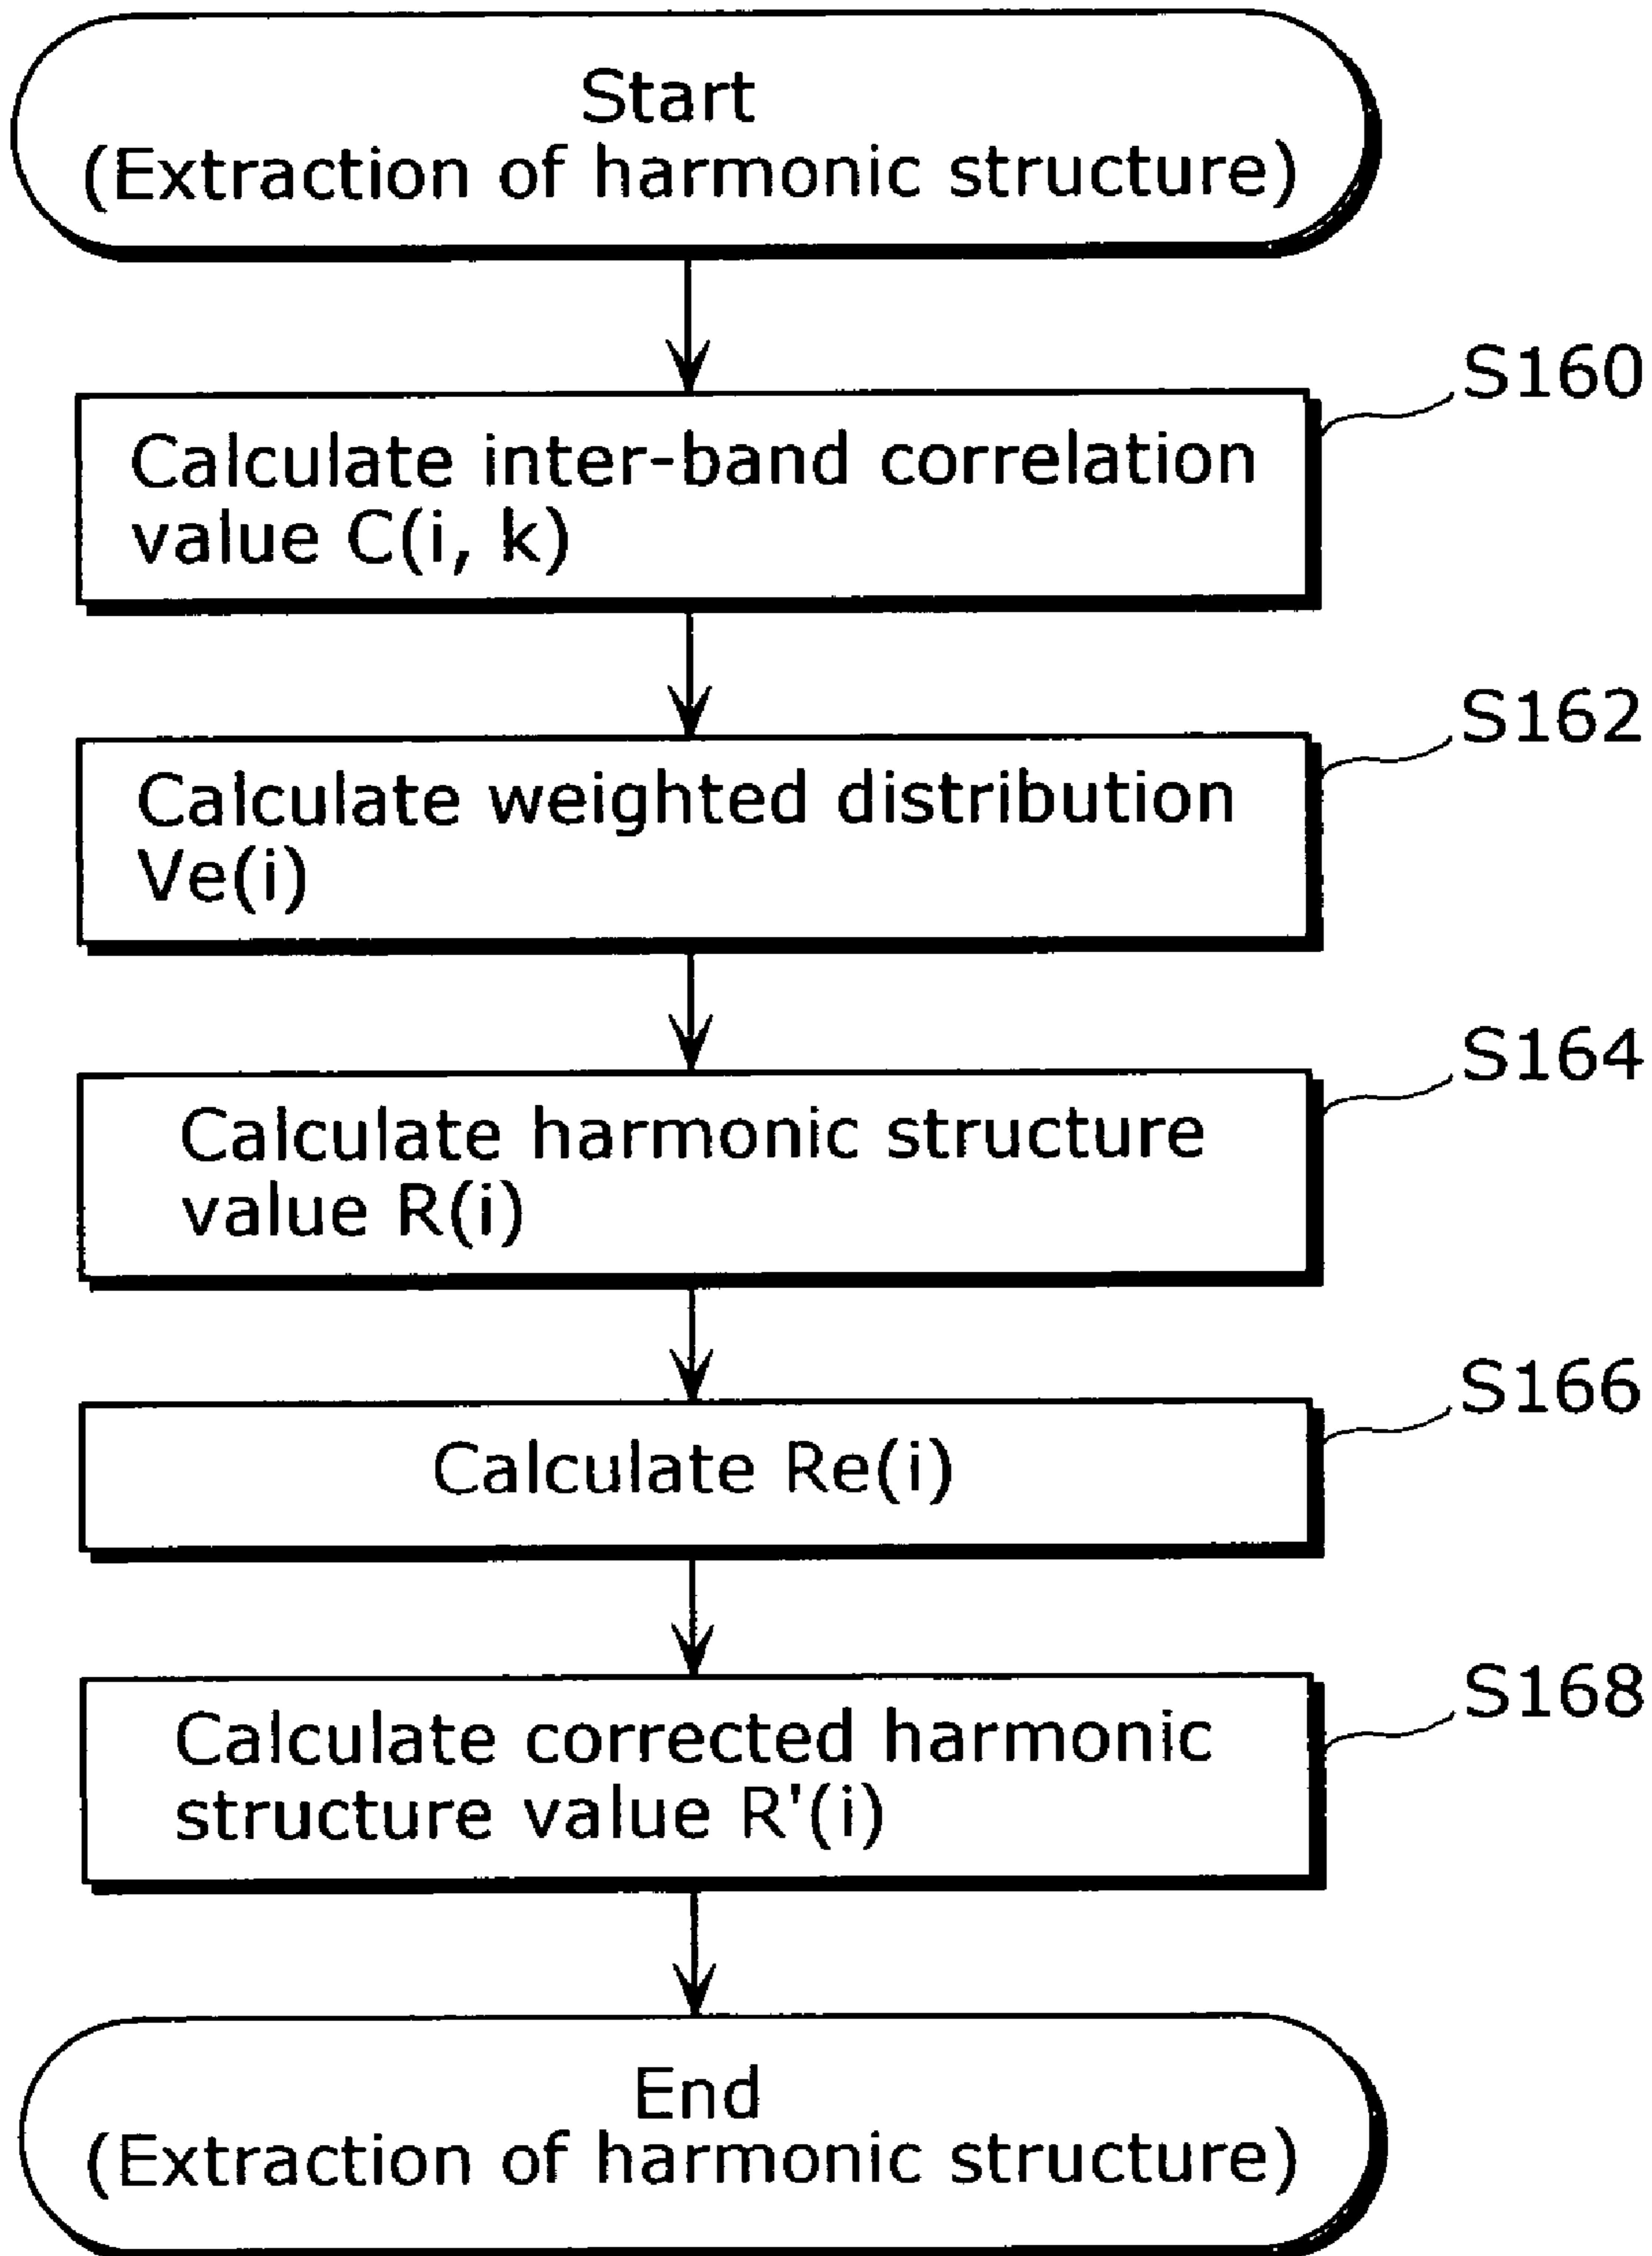 Start
(Extraction of harmonic structure)
S160
Calculate inter-band correlation
value C(i, k)
S162
Calculate weighted distribution
Ve(i)
S164
Calculate harmonic structure
value R(i)
S166
Calculate Re(i)
S168
Calculate corrected harmonic
structure value R'(i)
End
(Extraction of harmonic structure)